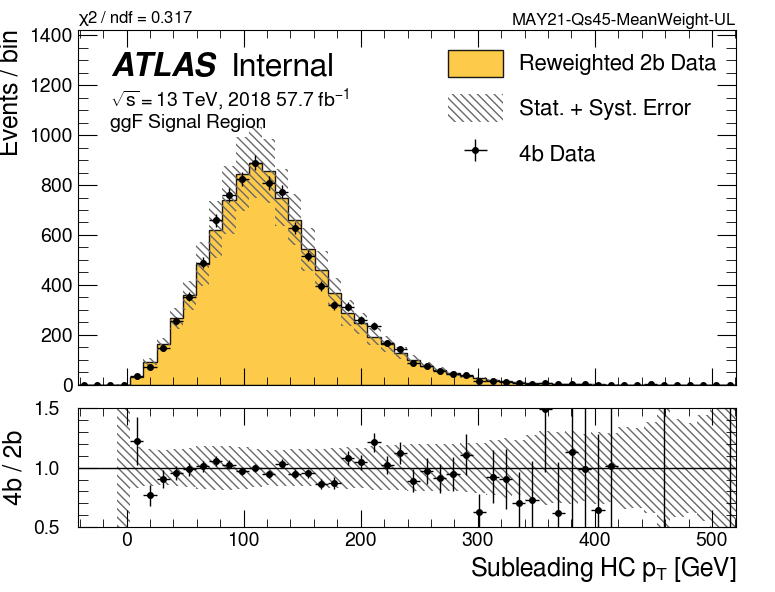 χ2 / ndf = 0.317
MAY21-Qs45-MeanWeight-UL
Events / bin
1400
1200
1000
800
600
400
200
0
ATLAS Internal
√s = 13 TeV, 2018 57.7 fb−1
ggF Signal Region
Reweighted 2b Data
Stat. + Syst. Error
4b Data
4b / 2b
1.5
1.0
0.5
0 100 200 300 400 500
Subleading HC pT [GeV]